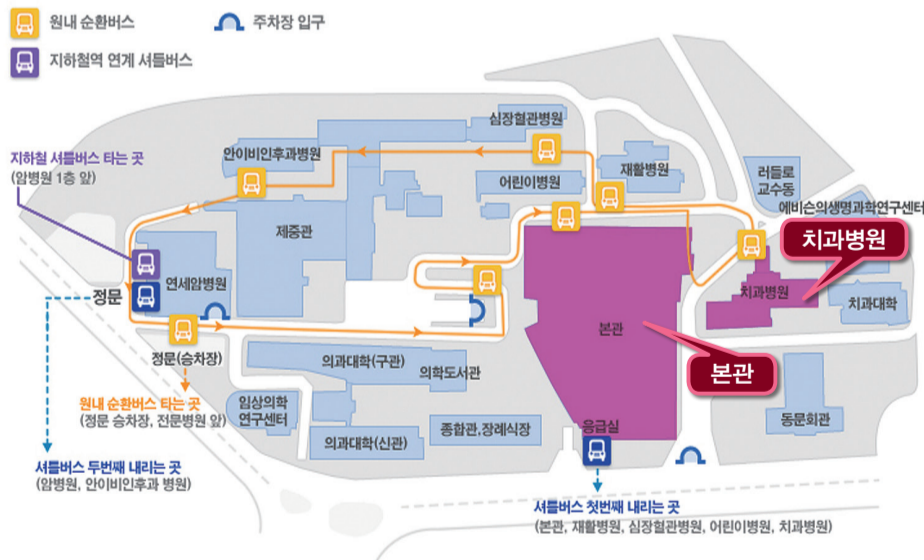 원내 순환버스
주차장 입구
지하철역 연계 셔틀버스
심장혈관병원
지하철 셔틀버스 타는 곳
(암병원 1층 앞)
안이비인후과병원
재활병원
어린이병원
러들로
교수동
에비슨의생명과학연구센터
제중관
치과병원
연세암병원
정문
치과병원
치과대학
본관
정문(승차장)
의과대학(구관)
의학도서관
본관
원내 순환버스 타는 곳
(정문 승차장, 전문병원 앞)
임상의학
연구센터
동문회관
의과대학(신관)
종합관,장례식장
응급실
셔틀버스 두번째 내리는 곳
(암병원, 안이비인후과 병원)
셔틀버스 첫번째 내리는 곳
(본관, 재활병원, 심장혈관병원, 어린이병원, 치과병원)
P